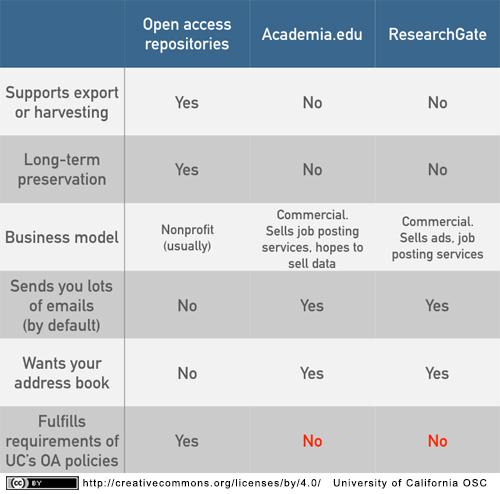 Open access Academia.edu ResearchGate
repositories
Supports export Yes No No
or harvesting
Long-term Yes No No
preservation
Business model Nonprofit Commercial. Commercial.
(usually) Sells job posting Sells ads, job
services, hopes to posting services
sell data
Sends you lots No Yes Yes
of emails
(by default)
Wants your No Yes Yes
address book
Fulfills Yes No No
requirements of
UC's OA policies
cc BY http://creativecommons.org/licenses/by/4.0/ University of California OSC